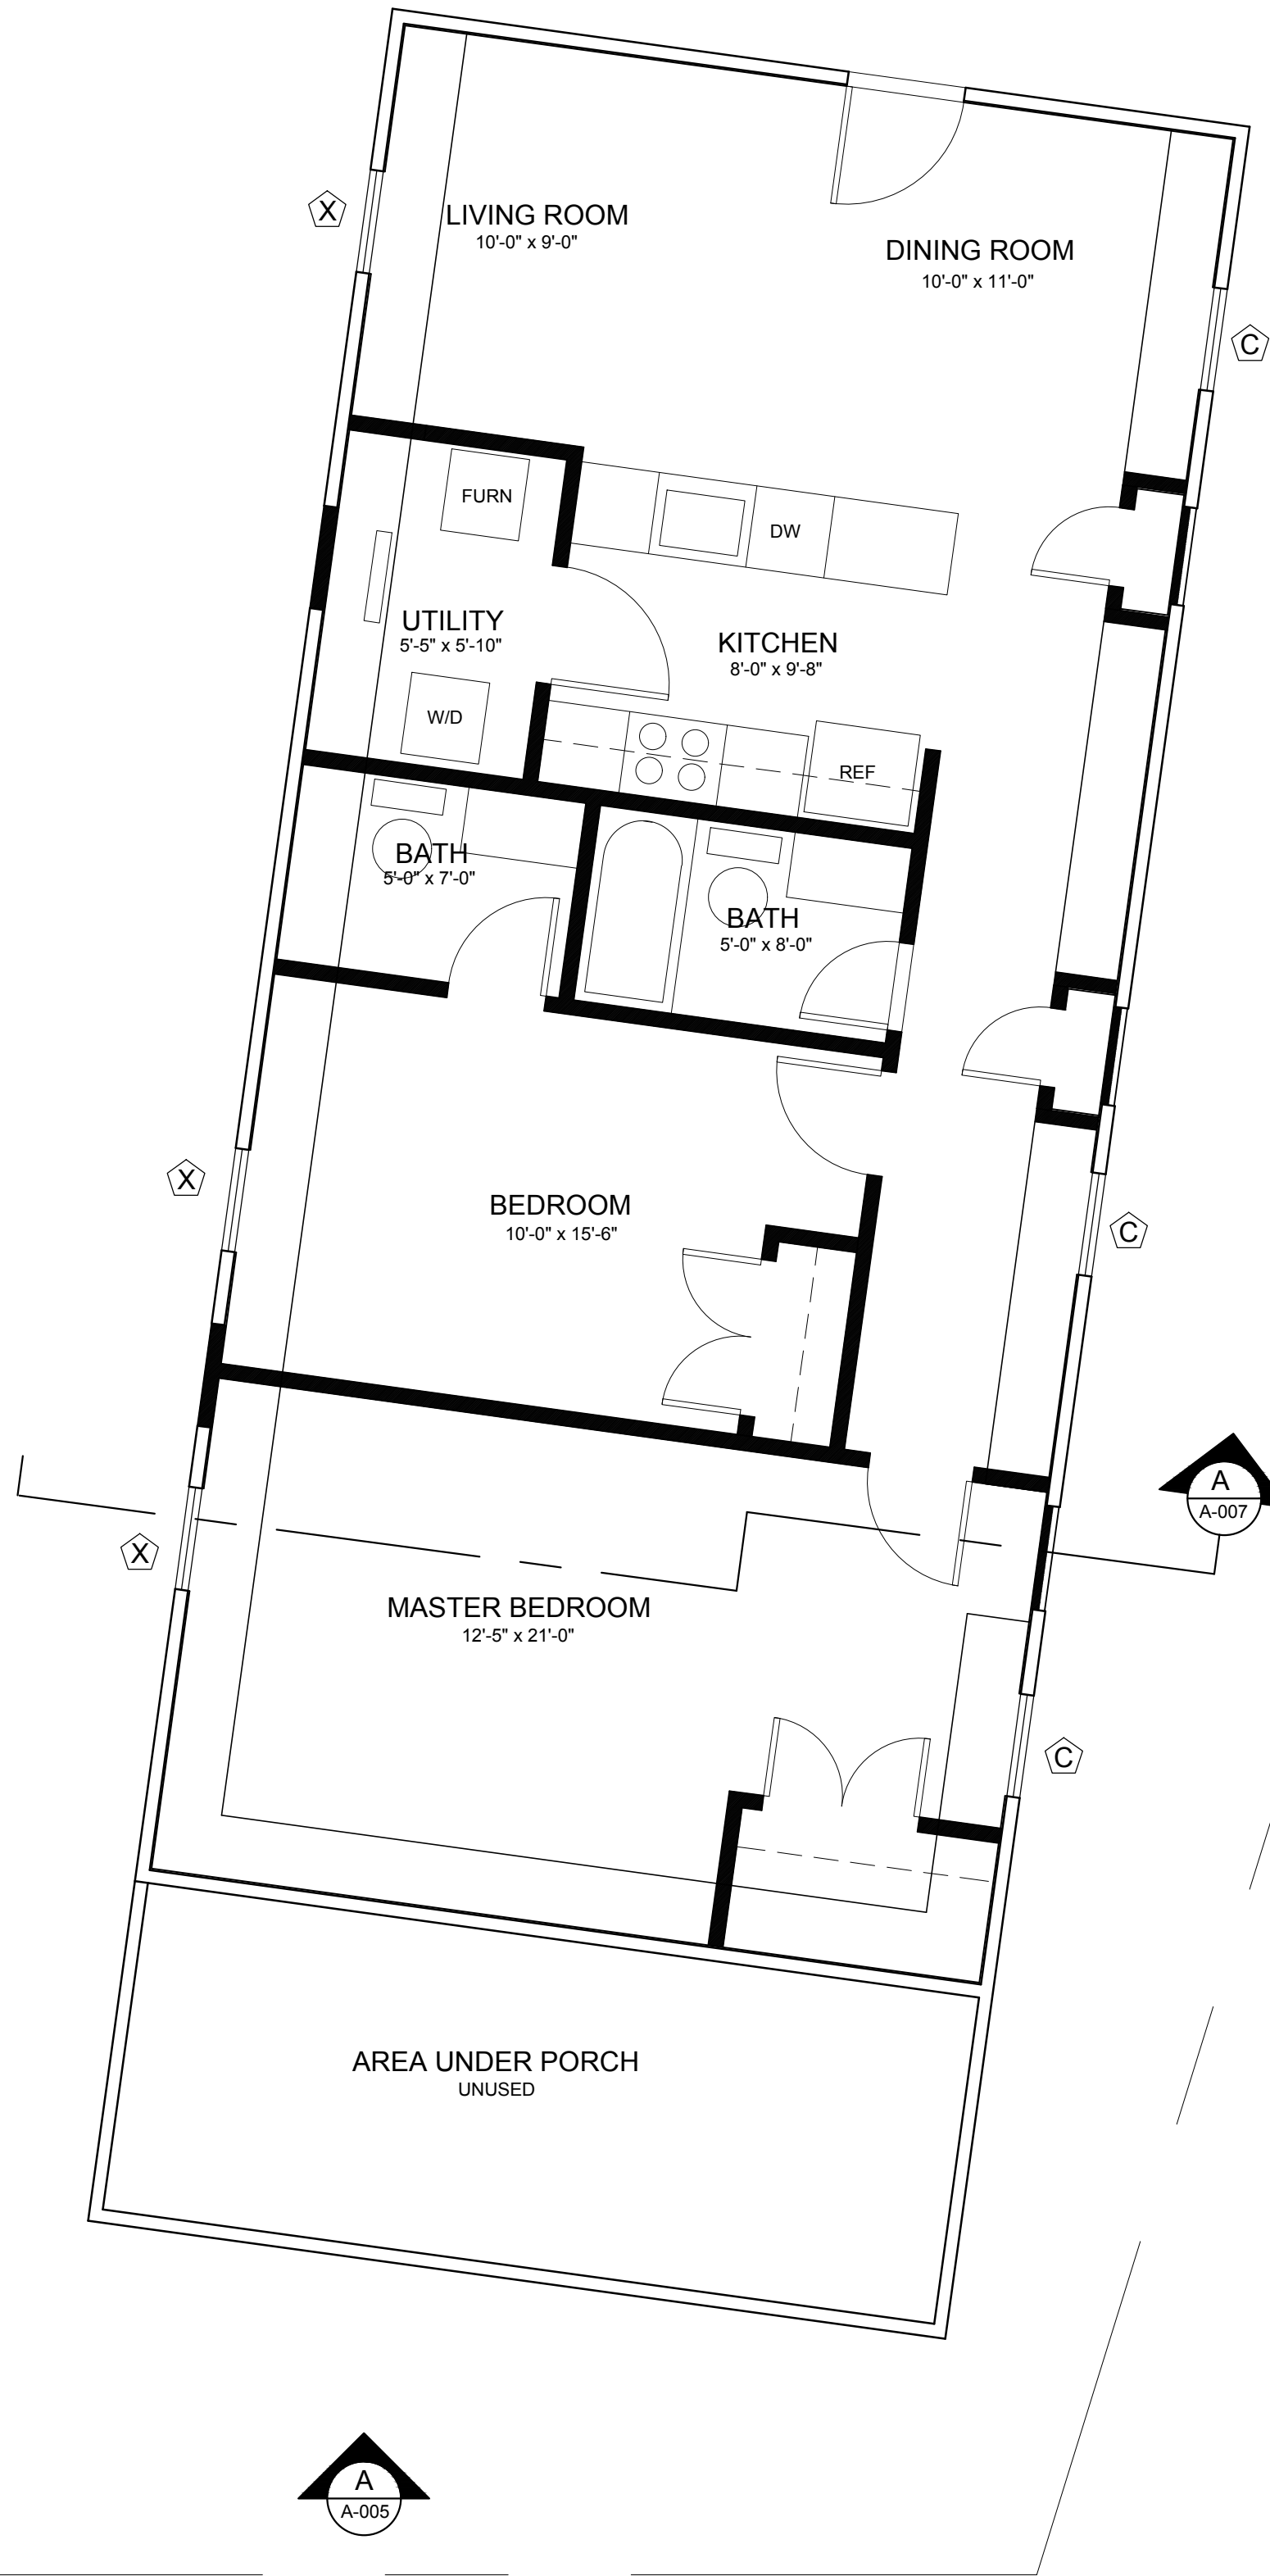 X
LIVING ROOM
10'-0" x 9'-0"
DINING ROOM
10'-0" x 11'-0"
C
FURN
DW
UTILITY
5'-5" x 5'-10"
KITCHEN
8'-0" x 9'-8"
W/D
REF
BATH
5'-0" x 7'-0"
BATH
5'-0" x 8'-0"
X
BEDROOM
10'-0" x 15'-6"
C
A
A-007
X
MASTER BEDROOM
12'-5" x 21'-0"
C
AREA UNDER PORCH
UNUSED
A
A-005